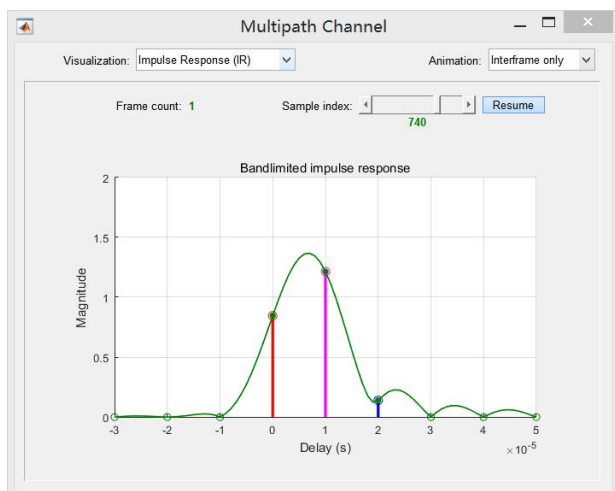 Multipath Channel
Visualization: Impulse Response (IR)
Animation: Interframe only
Frame count: 1
Sample index:
Resume
740
Bandlimited impulse response
2
1.5
1
0.5
0
Magnitude
-3 -2 -1 0 1 2 3 4 5
Delay (s)
×10⁻⁵